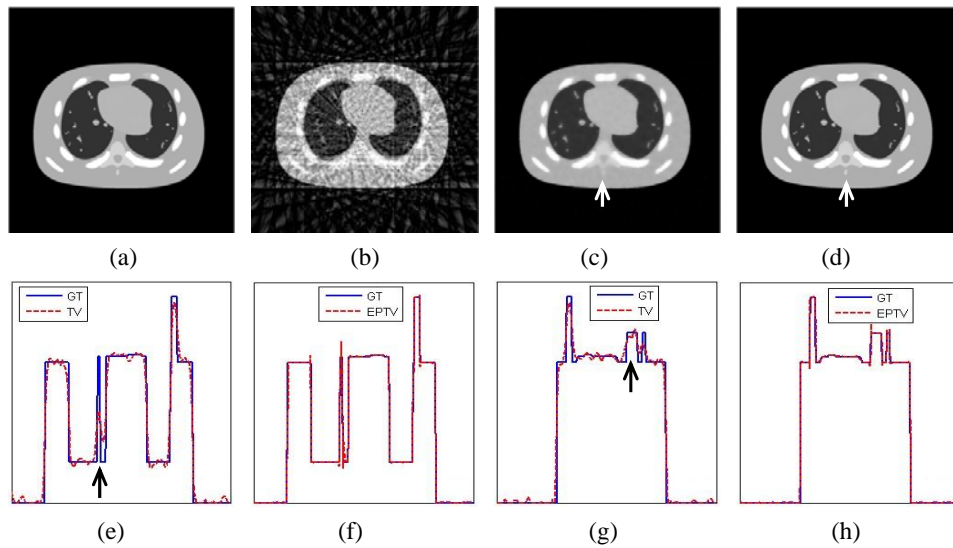 (a)
(b)
(c)
(d)
GT
TV
GT
EPTV
GT
TV
GT
EPTV
(e)
(f)
(g)
(h)